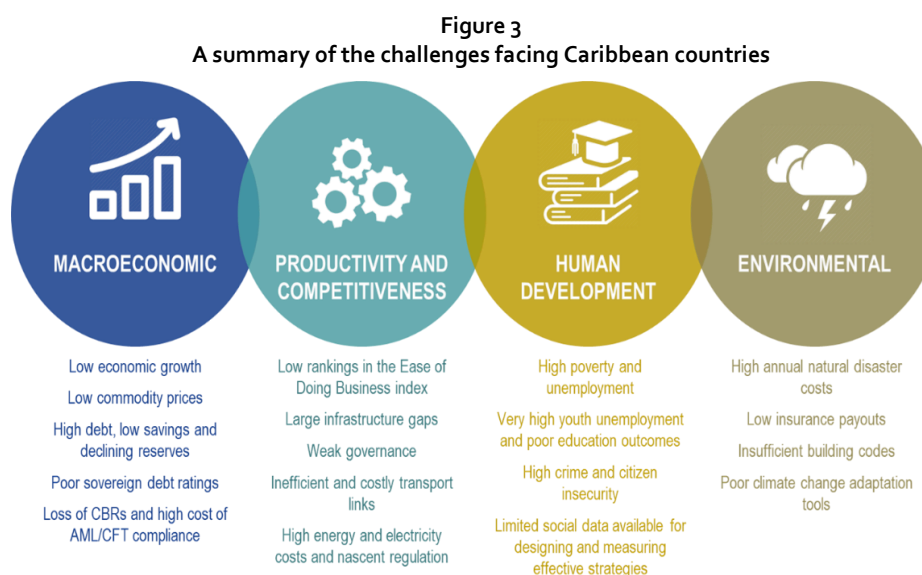 Figure 3
A summary of the challenges facing Caribbean countries
MACROECONOMIC
Low economic growth
Low commodity prices
High debt, low savings and
declining reserves
Poor sovereign debt ratings
Loss of CBRs and high cost of
AML/CFT compliance
PRODUCTIVITY AND
COMPETITIVENESS
Low rankings in the Ease of
Doing Business index
Large infrastructure gaps
Weak governance
Inefficient and costly transport
links
High energy and electricity
costs and nascent regulation
HUMAN
DEVELOPMENT
High poverty and
unemployment
Very high youth unemployment
and poor education outcomes
High crime and citizen
insecurity
Limited social data available for
designing and measuring
effective strategies
ENVIRONMENTAL
High annual natural disaster
costs
Low insurance payouts
Insufficient building codes
Poor climate change adaptation
tools